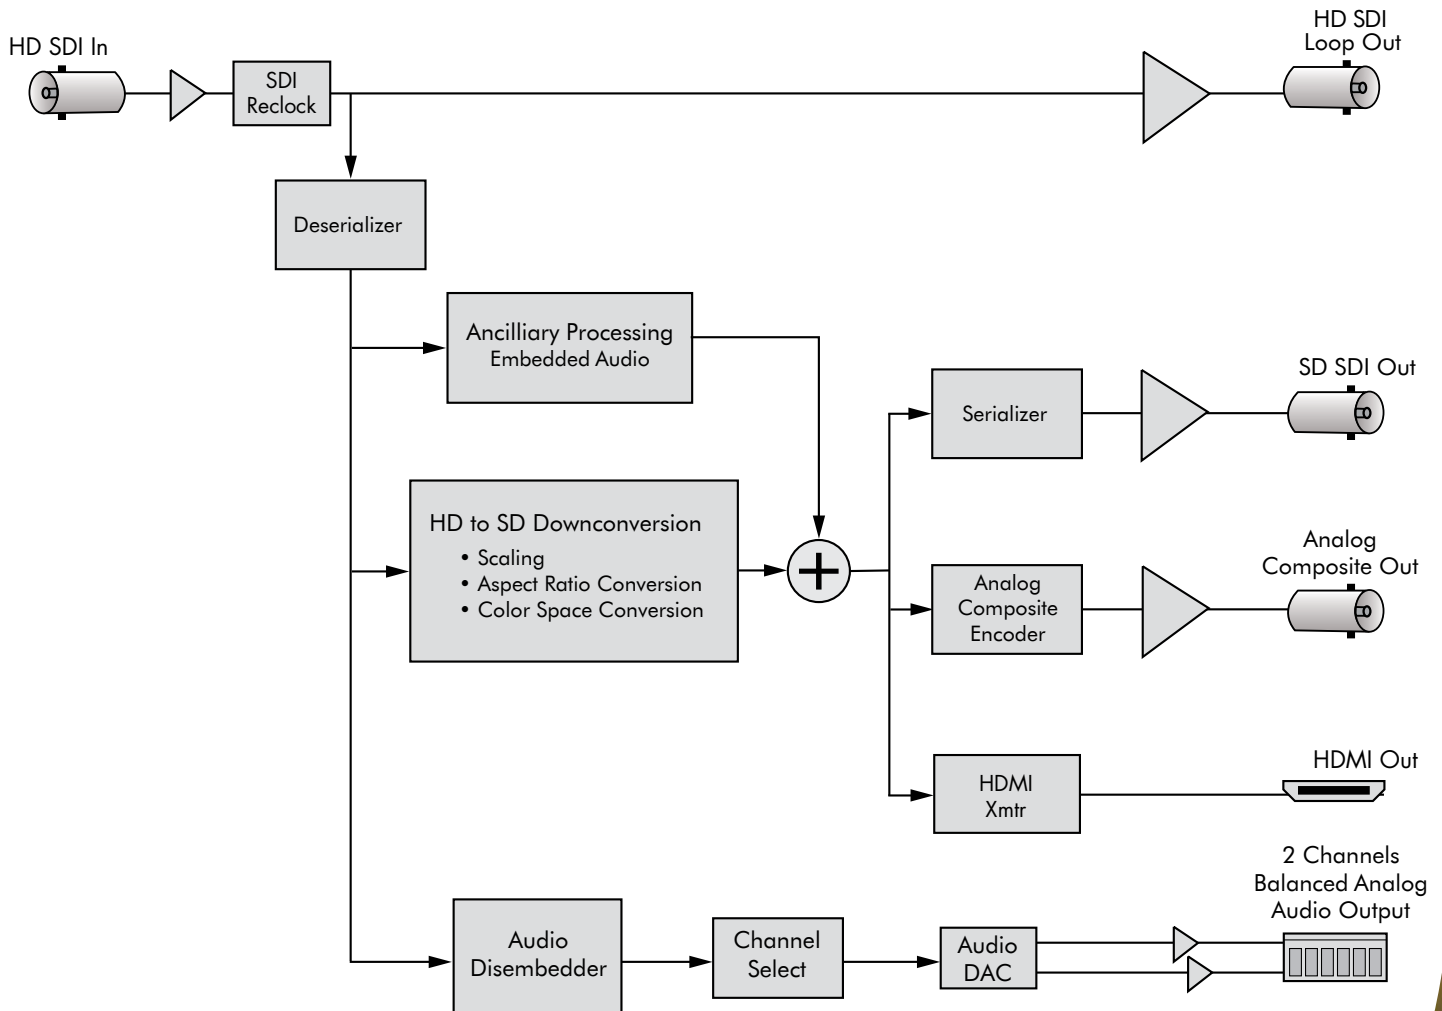 HD SDI In
HD SDI
Loop Out
SDI
Reclock
Deserializer
Ancilliary Processing
Embedded Audio
SD SDI Out
Serializer
HD to SD Downconversion
• Scaling
• Aspect Ratio Conversion
• Color Space Conversion
Analog
Composite Out
Analog
Composite
Encoder
HDMI Out
HDMI
Xmtr
2 Channels
Balanced Analog
Audio Output
Audio
Disembedder
Channel
Select
Audio
DAC